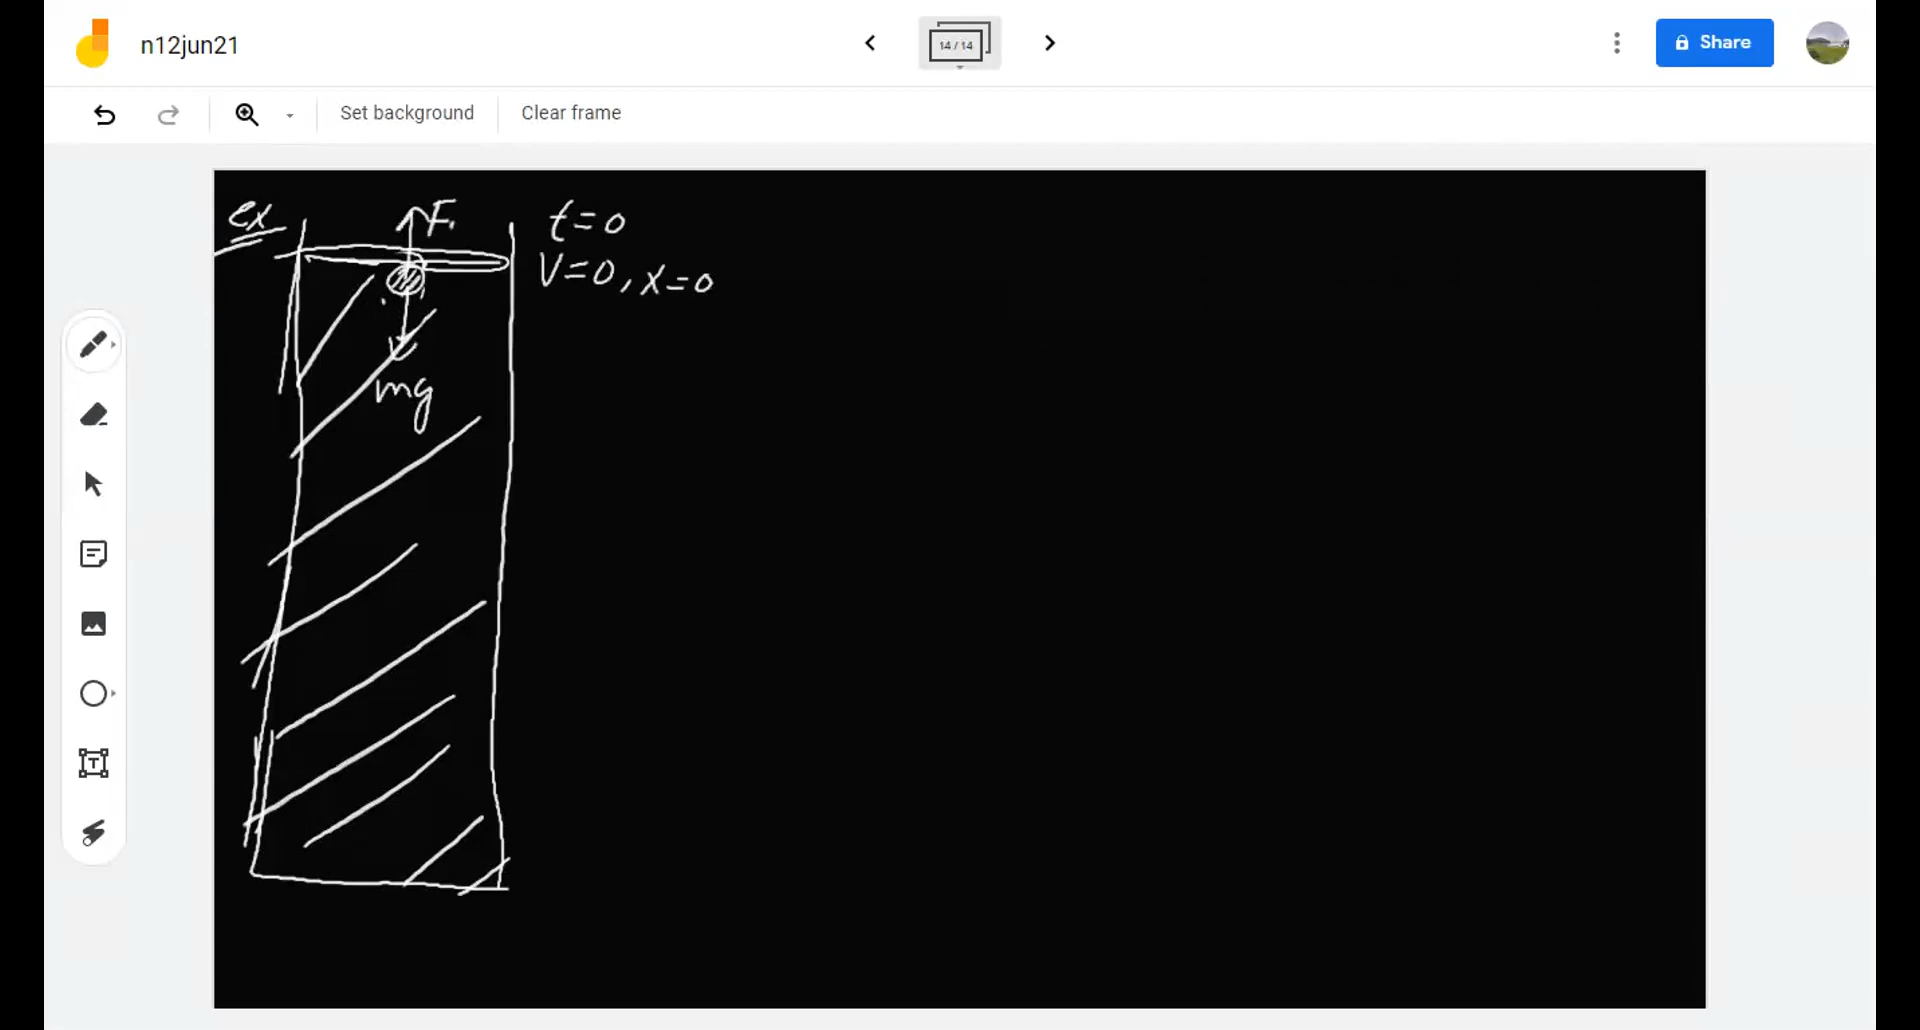 n12jun21
14 / 14
Share
Set background
Clear frame
ex
F.
t=0
V=0, x=0
mg